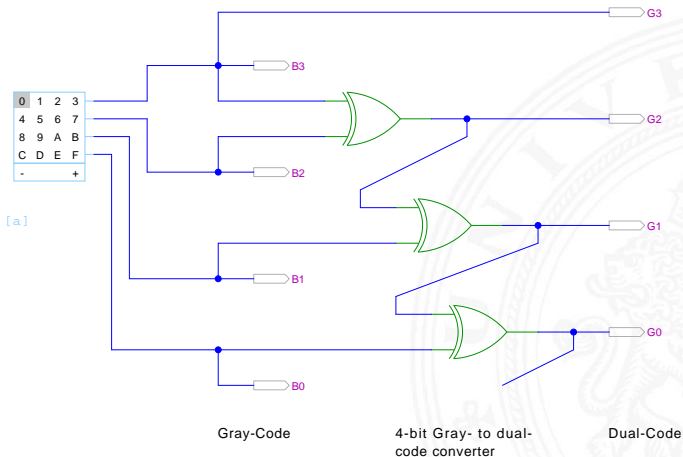 G3
B3
0 1 2 3
4 5 6 7
8 9 A B
C D E F
- +
G2
B2
[a]
G1
B1
G0
B0
Gray-Code
4-bit Gray- to dual-
code converter
Dual-Code